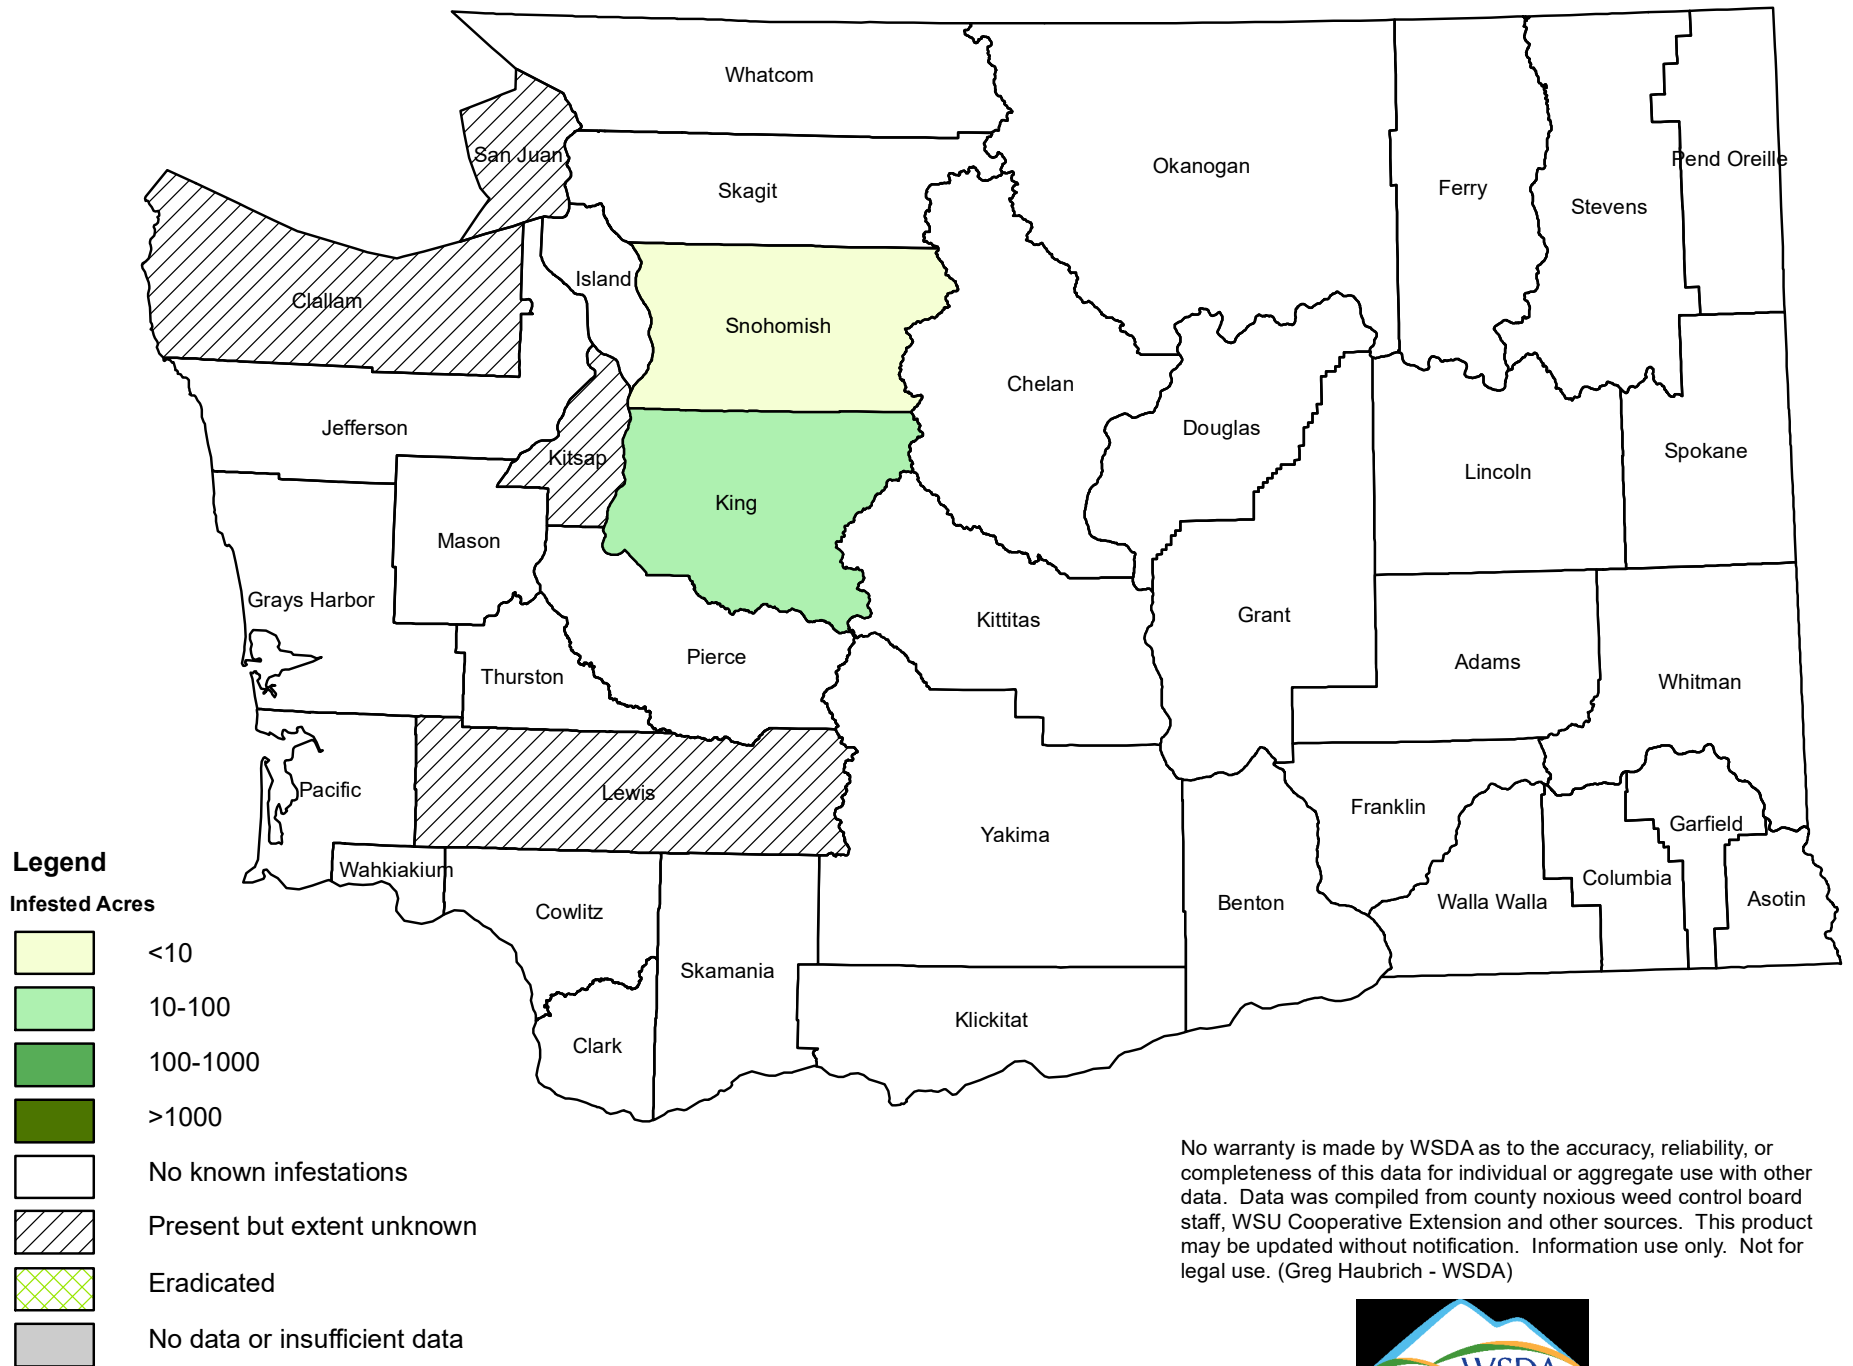 Whatcom
San Juan
Skagit
Okanogan
Ferry
Stevens
Pend Oreille
Clallam
Island
Snohomish
Chelan
Douglas
Jefferson
Kitsap
King
Lincoln
Spokane
Mason
Grays Harbor
Kittitas
Grant
Pierce
Thurston
Adams
Whitman
Pacific
Lewis
Yakima
Franklin
Garfield
Wahkiakium
Cowlitz
Benton
Walla Walla
Columbia
Asotin
Skamania
Klickitat
Clark
Legend
Infested Acres
<10
10-100
100-1000
>1000
No known infestations
Present but extent unknown
Eradicated
No data or insufficient data
No warranty is made by WSDA as to the accuracy, reliability, or
completeness of this data for individual or aggregate use with other
data. Data was compiled from county noxious weed control board
staff, WSU Cooperative Extension and other sources. This product
may be updated without notification. Information use only. Not for
legal use. (Greg Haubrich - WSDA)
WSDA